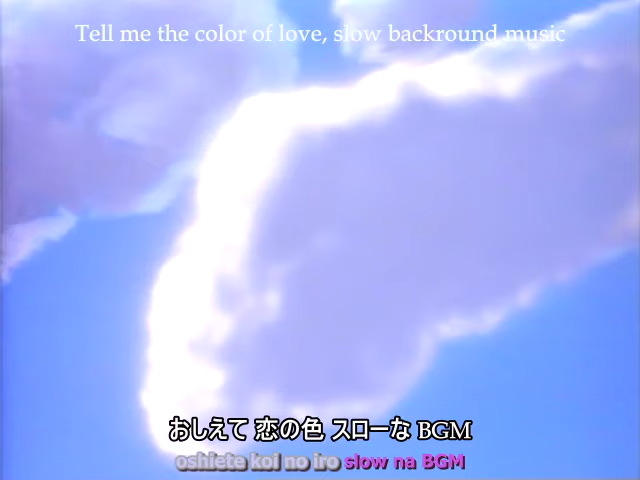 Tell me the color of love, slow backround music
おしえて 恋の色 スローな BGM
oshiete koi no iro slow na BGM